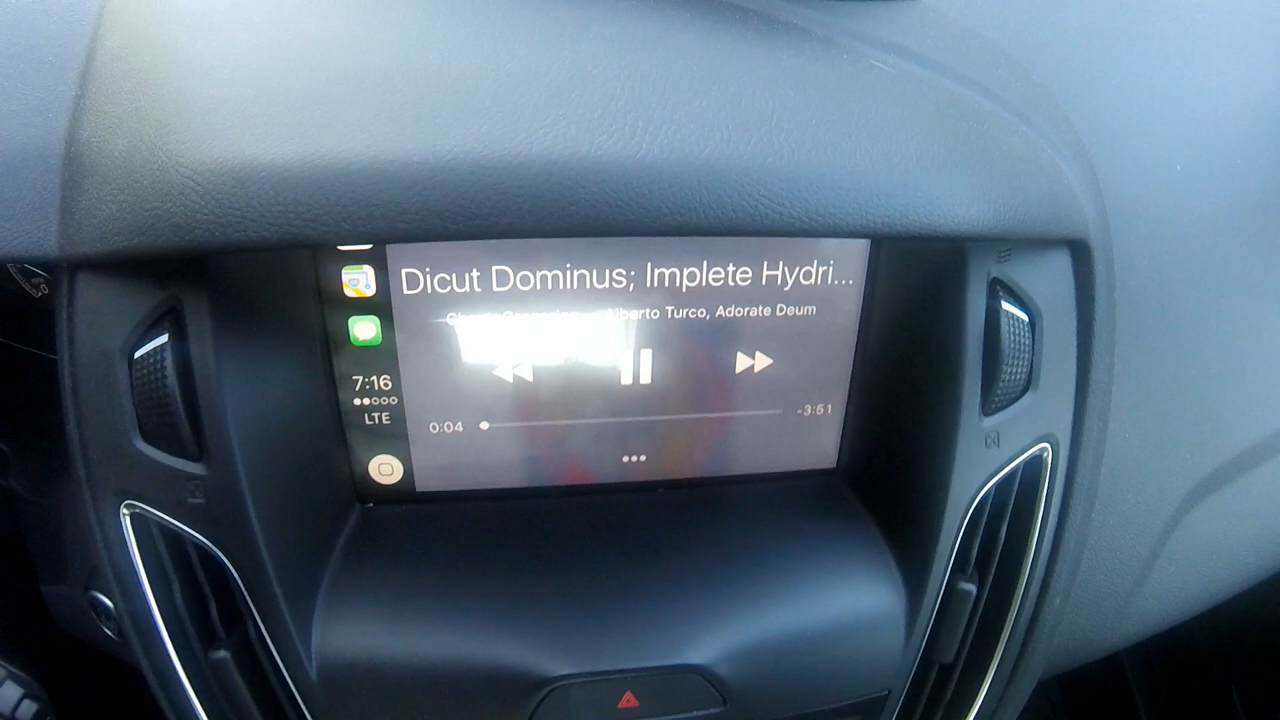 Dicut Dominus; Implete Hydri...
Alberto Turco, Adorate Deum
0:04
-3:51
7:16
LTE